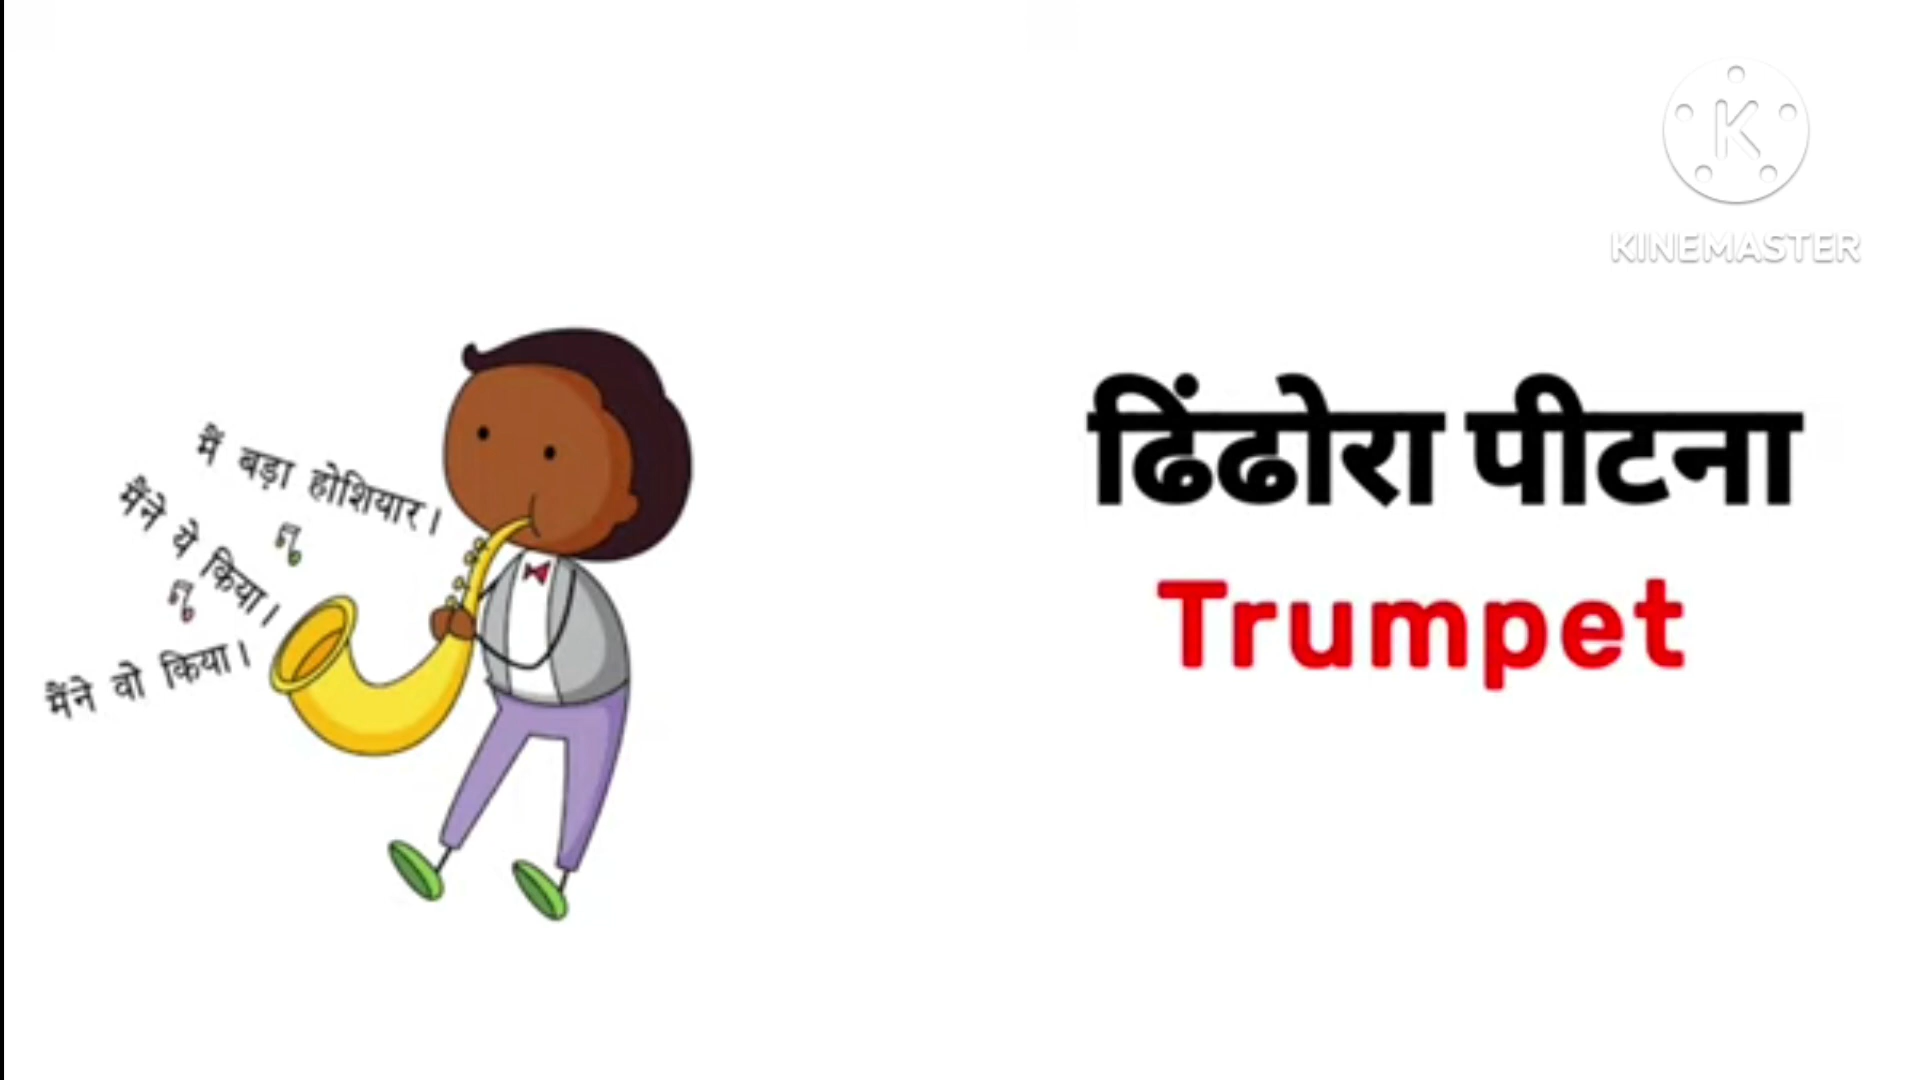 K
KINEMASTER
मैं बड़ा होशियार।
मैंने ये किया।
मैंने वो किया।
ढिंढोरा पीटना
Trumpet